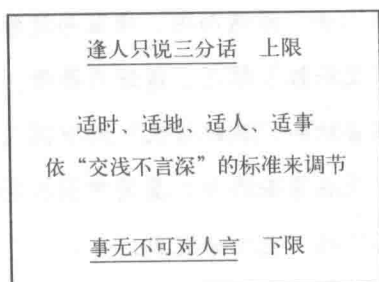 逢人只说三分话 上限
适时、适地、适人、适事
依“交浅不言深”的标准来调节
事无不可对人言 下限